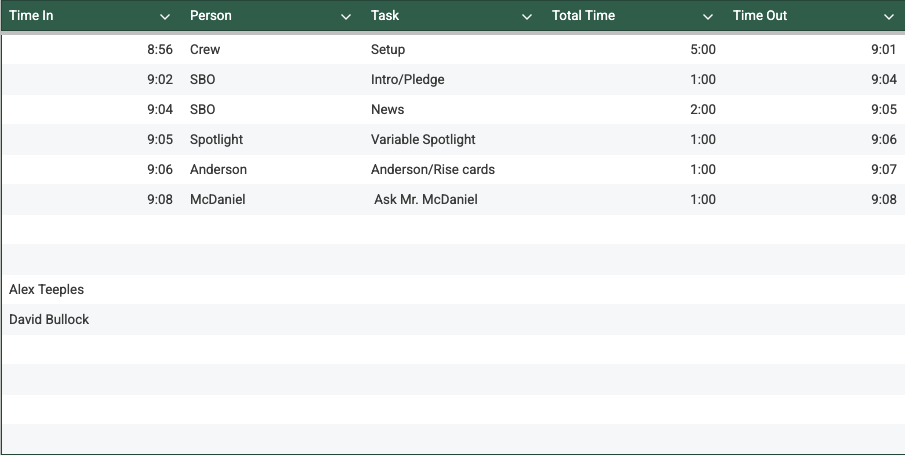 Time In Person Task Total Time Time Out
8:56 Crew Setup 5:00 9:01
9:02 SBO Intro/Pledge 1:00 9:04
9:04 SBO News 2:00 9:05
9:05 Spotlight Variable Spotlight 1:00 9:06
9:06 Anderson Anderson/Rise cards 1:00 9:07
9:08 McDaniel Ask Mr. McDaniel 1:00 9:08
Alex Teeples
David Bullock